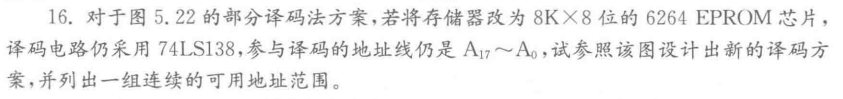 16. 对于图 5.22 的部分译码法方案,若将存储器改为 8K×8 位的 6264 EPROM 芯片,
译码电路仍采用 74LS138,参与译码的地址线仍是 A₁₇～A₀,试参照该图设计出新的译码方
案,并列出一组连续的可用地址范围。